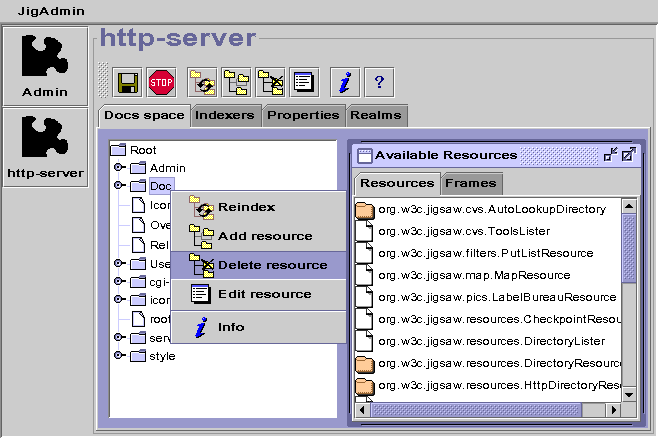 JigAdmin
http-server
Admin
http-server
STOP
i ?
Docs space Indexers Properties Realms
Root
Admin
Doc
Icon
Ove
Rel
Use
cgi-
icon
root
serv
style
Reindex
Add resource
Delete resource
Edit resource
i Info
Available Resources
Resources Frames
org.w3c.jigsaw.cvs.AutoLookupDirectory
org.w3c.jigsaw.cvs.ToolsLister
org.w3c.jigsaw.filters.PutListResource
org.w3c.jigsaw.map.MapResource
org.w3c.jigsaw.pics.LabelBureauResource
org.w3c.jigsaw.resources.CheckpointResou
org.w3c.jigsaw.resources.DirectoryLister
org.w3c.jigsaw.resources.DirectoryResourc
org.w3c.jigsaw.resources.HttpDirectoryRes